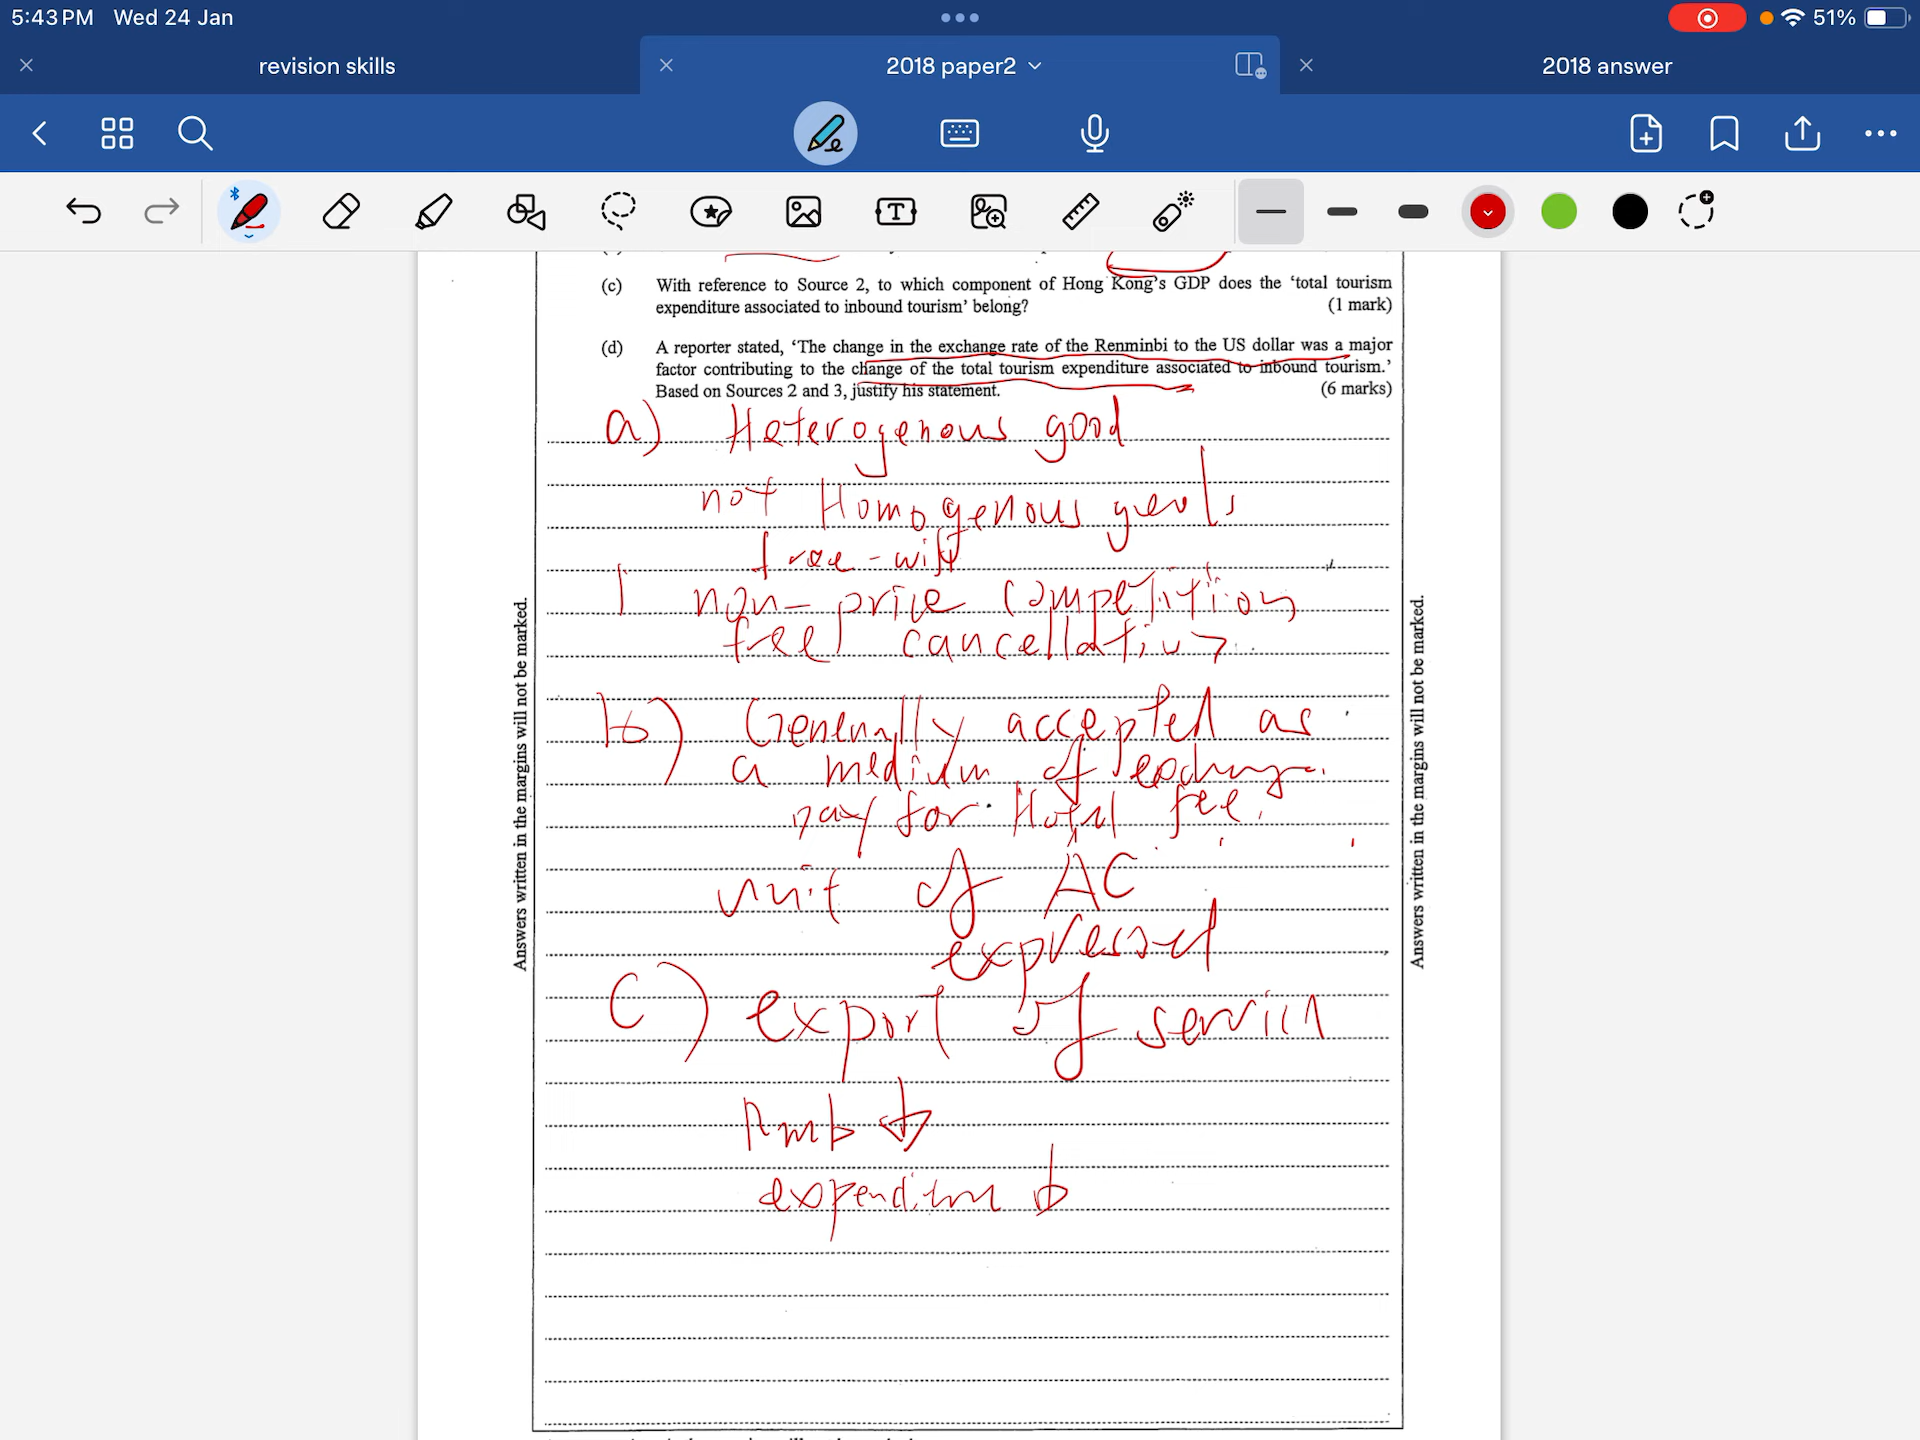 5:43 PM Wed 24 Jan
51%
revision skills
2018 paper2
2018 answer
(c) With reference to Source 2, to which component of Hong Kong's GDP does the 'total tourism
expenditure associated to inbound tourism' belong? (1 mark)
(d) A reporter stated, 'The change in the exchange rate of the Renminbi to the US dollar was a major
factor contributing to the change of the total tourism expenditure associated to inbound tourism.'
Based on Sources 2 and 3, justify his statement. (6 marks)
a) Heterogenous good
not Homogenous
free-wifi
non-price competition
free cancellation
b) Generally accepted as
a medium of exchange.
pay for Hotel fee.
unit of AC
expressed
c) export of service
Rmb ↓
expenditure ↓
Answers written in the margins will not be marked.
Answers written in the margins will not be marked.